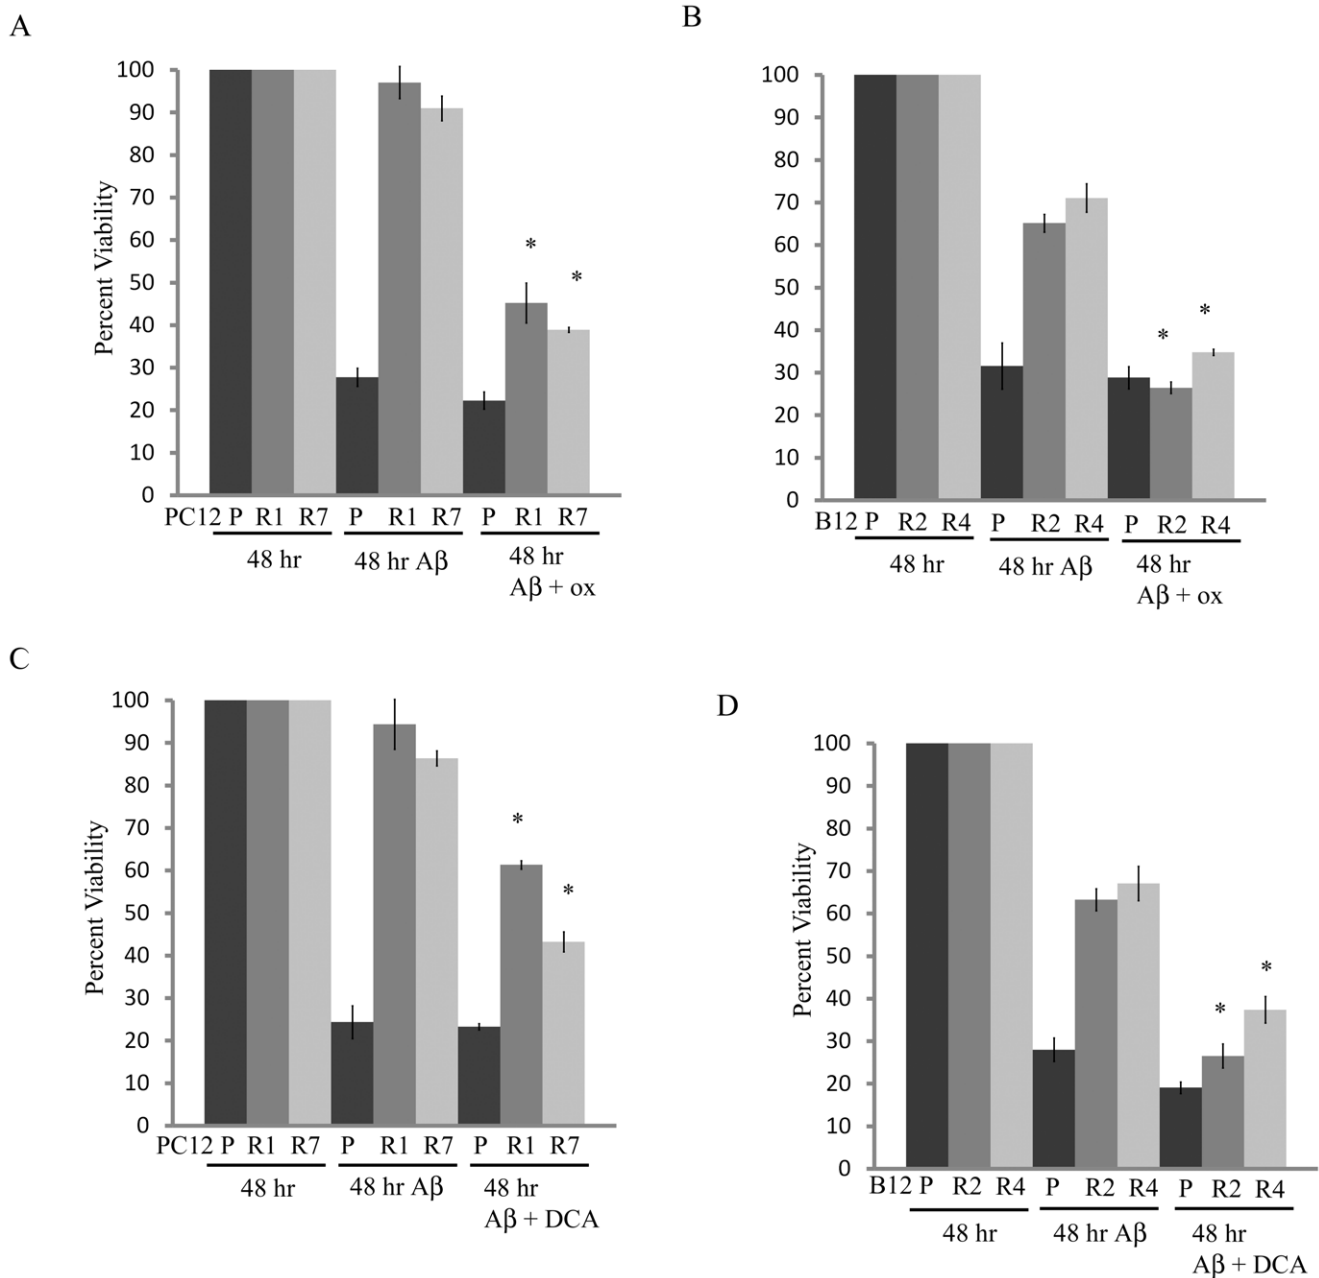 A
100
90
80
70
60
50
40
30
20
10
0
Percent Viability
*
*
PC12 P R1 R7 P R1 R7 P R1 R7
48 hr 48 hr Aβ 48 hr
Aβ + ox
B
100
90
80
70
60
50
40
30
20
10
0
*
*
B12 P R2 R4 P R2 R4 P R2 R4
48 hr 48 hr Aβ 48 hr
Aβ + ox
C
100
90
80
70
60
50
40
30
20
10
0
Percent Viability
*
*
PC12 P R1 R7 P R1 R7 P R1 R7
48 hr 48 hr Aβ 48 hr
Aβ + DCA
D
100
90
80
70
60
50
40
30
20
10
0
Percent Viability
*
*
B12 P R2 R4 P R2 R4 P R2 R4
48 hr 48 hr Aβ 48 hr
Aβ + DCA